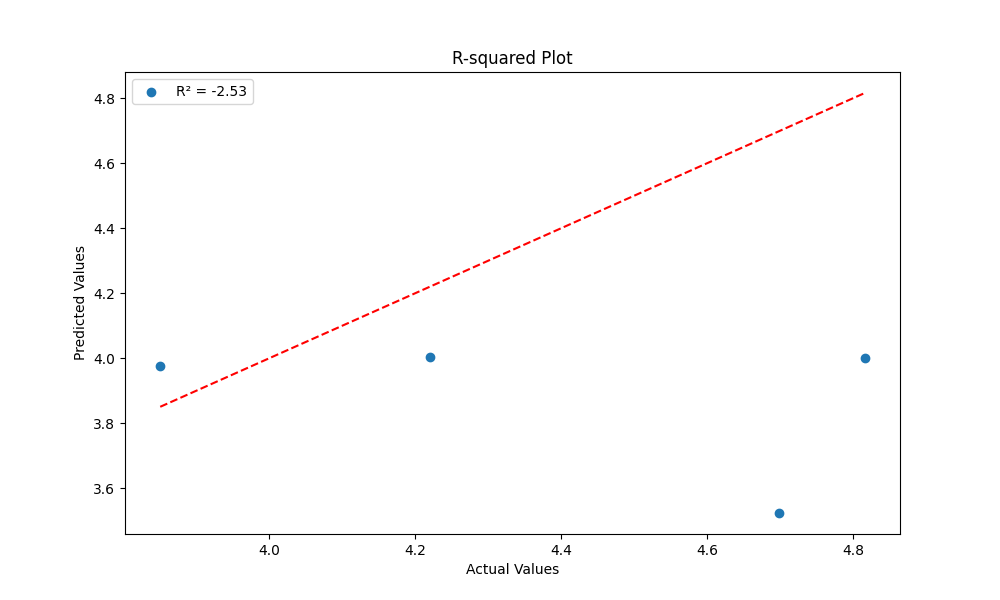 R-squared Plot
R² = -2.53
4.8
4.6
4.4
4.2
4.0
3.8
3.6
Predicted Values
4.0 4.2 4.4 4.6 4.8
Actual Values